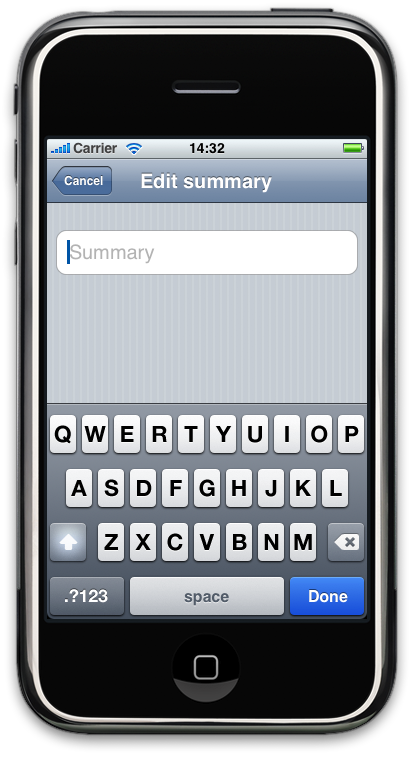 Carrier 14:32
Cancel Edit summary
Summary
Q W E R T Y U I O P
A S D F G H J K L
Z X C V B N M
.?123 space Done